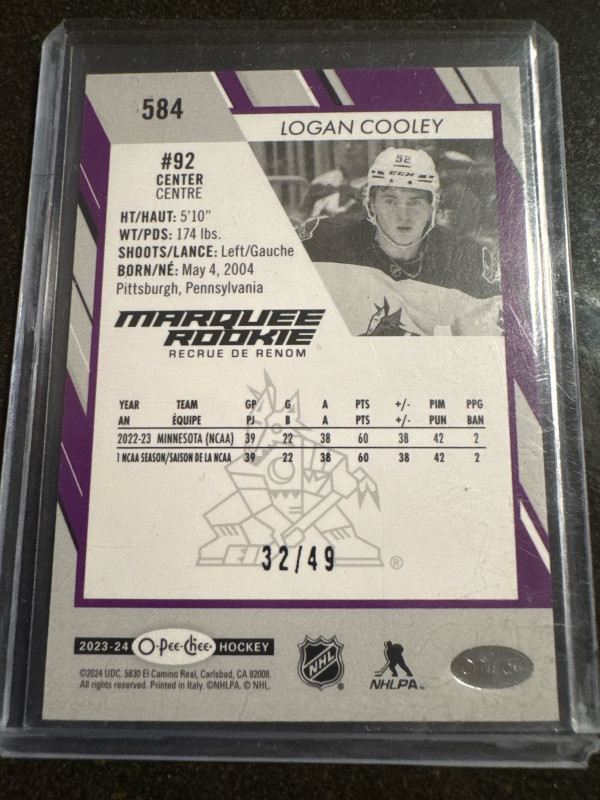 584
LOGAN COOLEY
92
CCM
#92
CENTER
CENTRE
HT/HAUT: 5'10"
WT/PDS: 174 lbs.
SHOOTS/LANCE: Left/Gauche
BORN/NÉ: May 4, 2004
Pittsburgh, Pennsylvania
MARQUEE
ROOKIE
RECRUE DE RENOM
YEAR TEAM GP G A PTS +/- PIM PPG
AN ÉQUIPE PJ B A PTS +/- PUN BAN
2022-23 MINNESOTA (NCAA) 39 22 38 60 38 42 2
1 NCAA SEASON/SAISON DE LA NCAA 39 22 38 60 38 42 2
32/49
®
2023-24 O-Pee-Chee HOCKEY
©2024 UDC. 5830 El Camino Real, Carlsbad, CA 92008.
All rights reserved. Printed in Italy. ©NHLPA. © NHL.
NHL
NHLPA